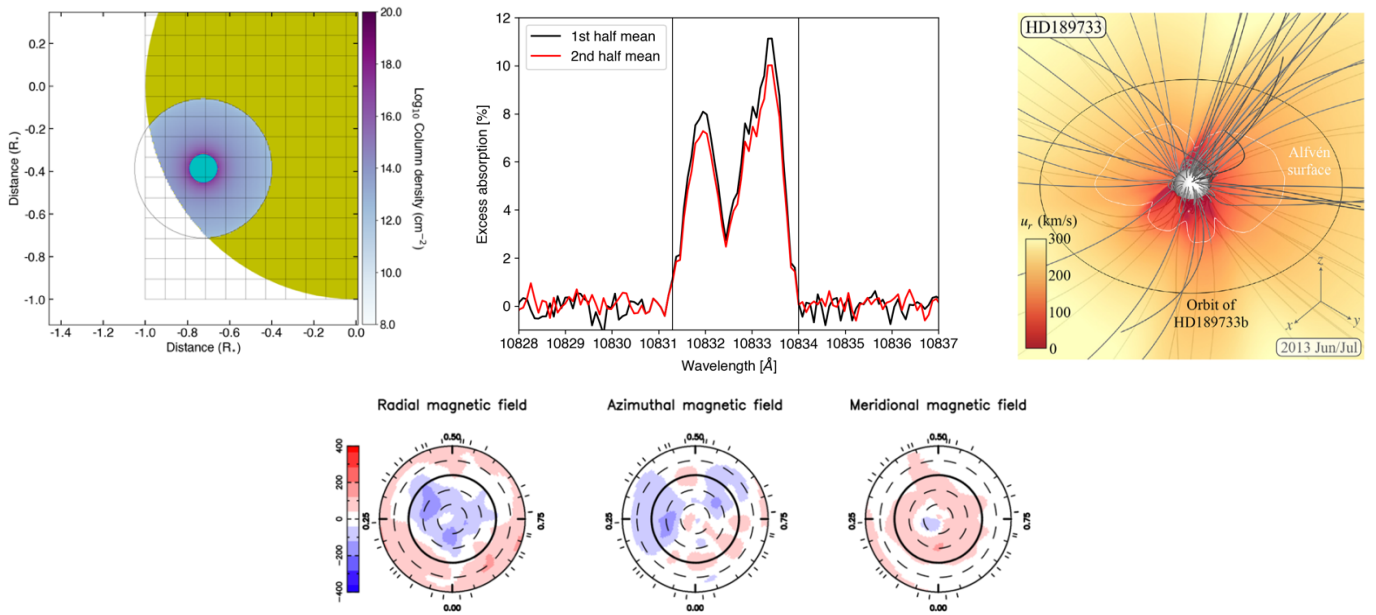 0.4
0.2
0.0
-0.2
-0.4
-0.6
-0.8
-1.0
Distance (R⋆)
-1.4 -1.2 -1.0 -0.8 -0.6 -0.4 -0.2 0.0
Distance (R⋆)
20.0
18.0
16.0
14.0
12.0
10.0
8.0
Log₁₀ Column density (cm⁻²)
1st half mean
2nd half mean
12
10
8
6
4
2
0
Excess absorption [%]
10828 10829 10830 10831 10832 10833 10834 10835 10836 10837
Wavelength [Å]
HD189733
Alfvén
surface
u_r (km/s)
300
200
100
0
Orbit of
HD189733b
z
x
y
2013 Jun/Jul
Radial magnetic field
Azimuthal magnetic field
Meridional magnetic field
400
200
0
-200
-400
0.50
0.25
0.00
0.50
0.25
0.00
0.50
0.25
0.75
0.00